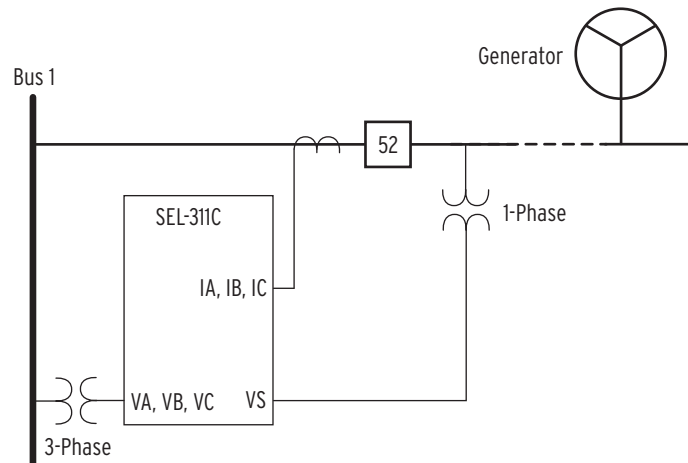 Generator
Bus 1
52
SEL-311C
1-Phase
IA, IB, IC
VA, VB, VC
VS
3-Phase